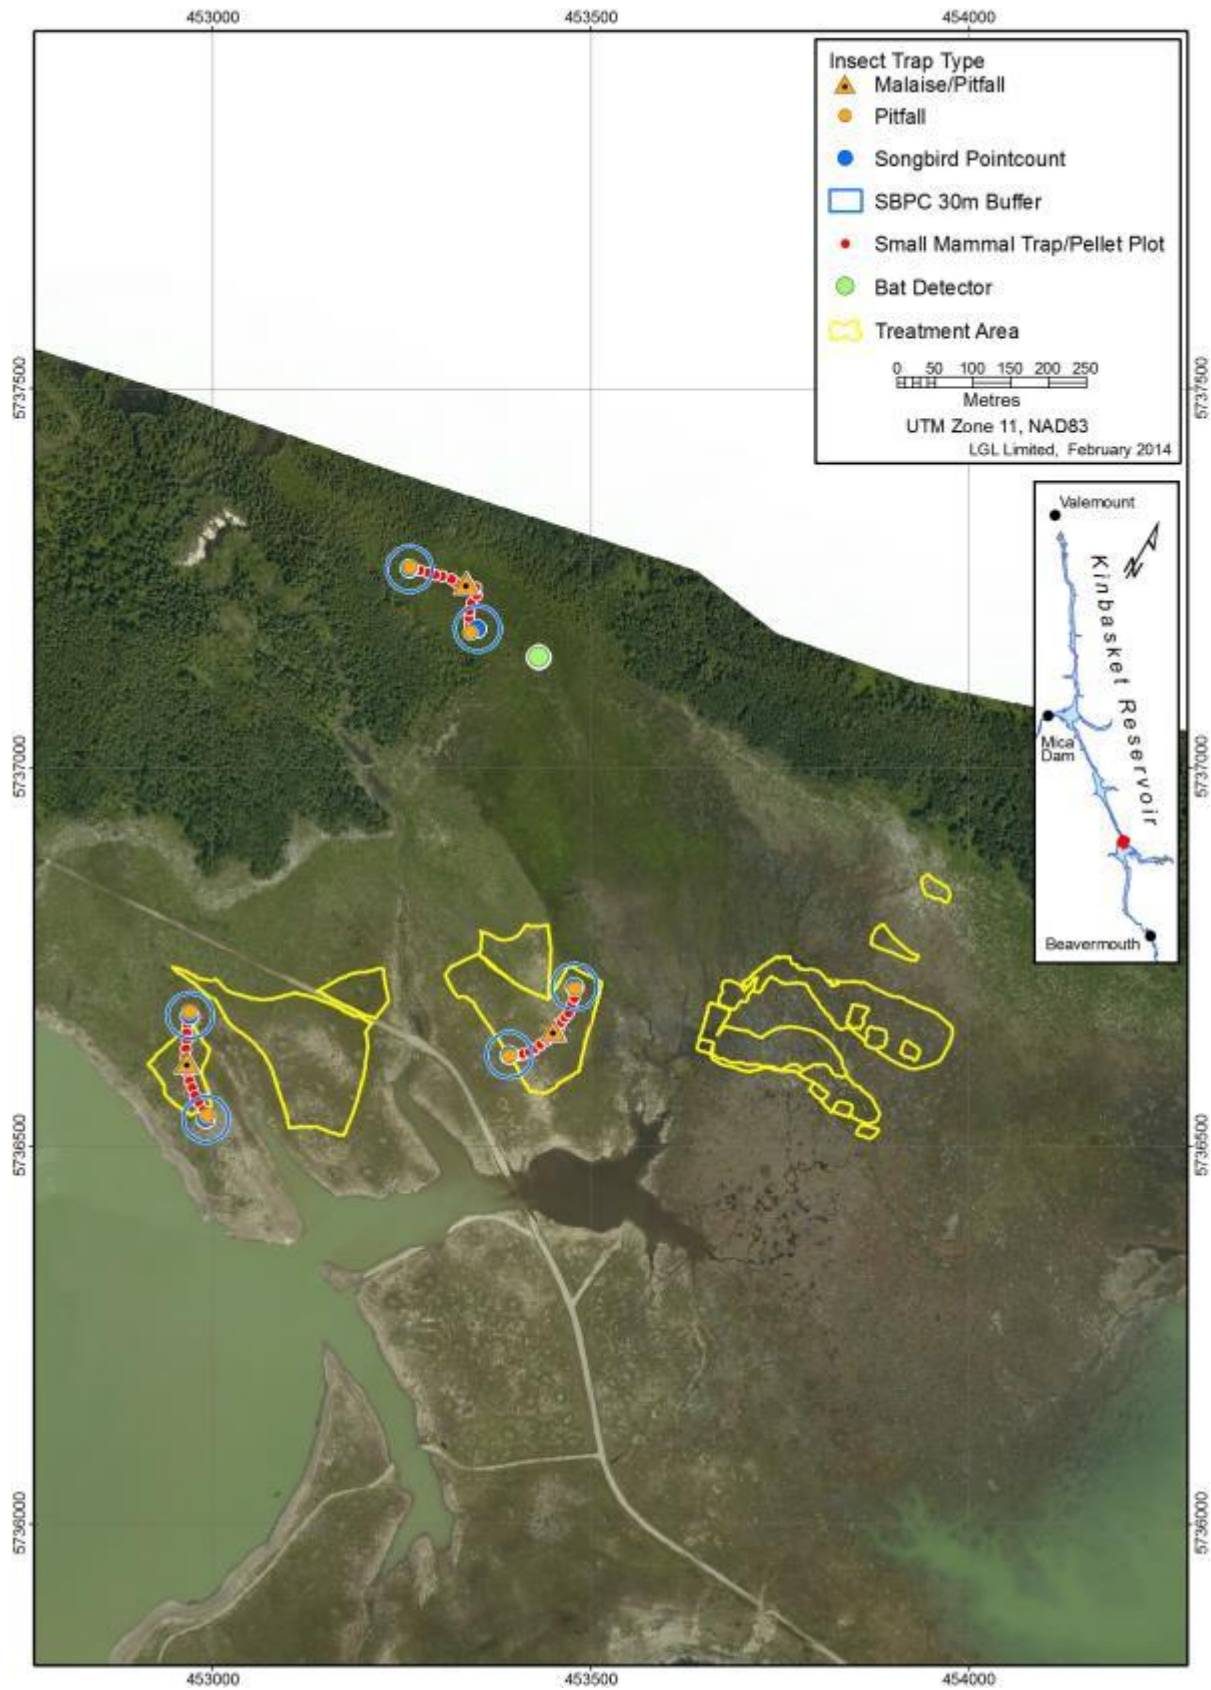 453000 453500 454000
Insect Trap Type
Malaise/Pitfall
Pitfall
Songbird Pointcount
SBPC 30m Buffer
Small Mammal Trap/Pellet Plot
Bat Detector
Treatment Area
0 50 100 150 200 250
Metres
UTM Zone 11, NAD83
LGL Limited, February 2014
5737500 5737500
Valemount
N
Kinbasket Reservoir
Mica
Dam
Beavermouth
5737000 5737000
5736500 5736500
5736000 5736000
453000 453500 454000